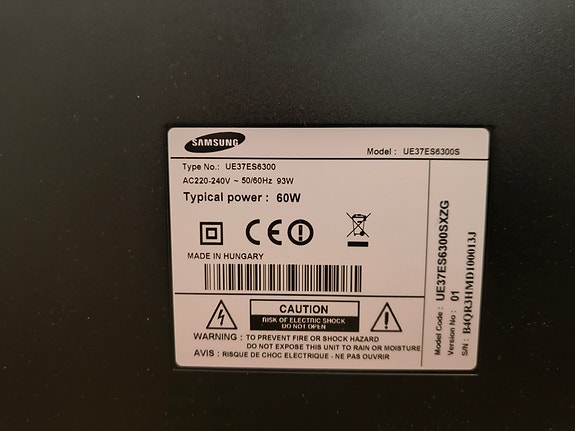 SAMSUNG
Model : UE37ES6300S
Type No.: UE37ES6300
AC220-240V ~ 50/60Hz 93W
Typical power : 60W
CE
MADE IN HUNGARY
CAUTION
RISK OF ELECTRIC SHOCK
DO NOT OPEN
WARNING : TO PREVENT FIRE OR SHOCK HAZARD
DO NOT EXPOSE THIS UNIT TO RAIN OR MOISTURE
AVIS : RISQUE DE CHOC ELECTRIQUE - NE PAS OUVRIR
Model Code : UE37ES6300SXZG
Version No : 01
S/N : B4QR3HMD100013J